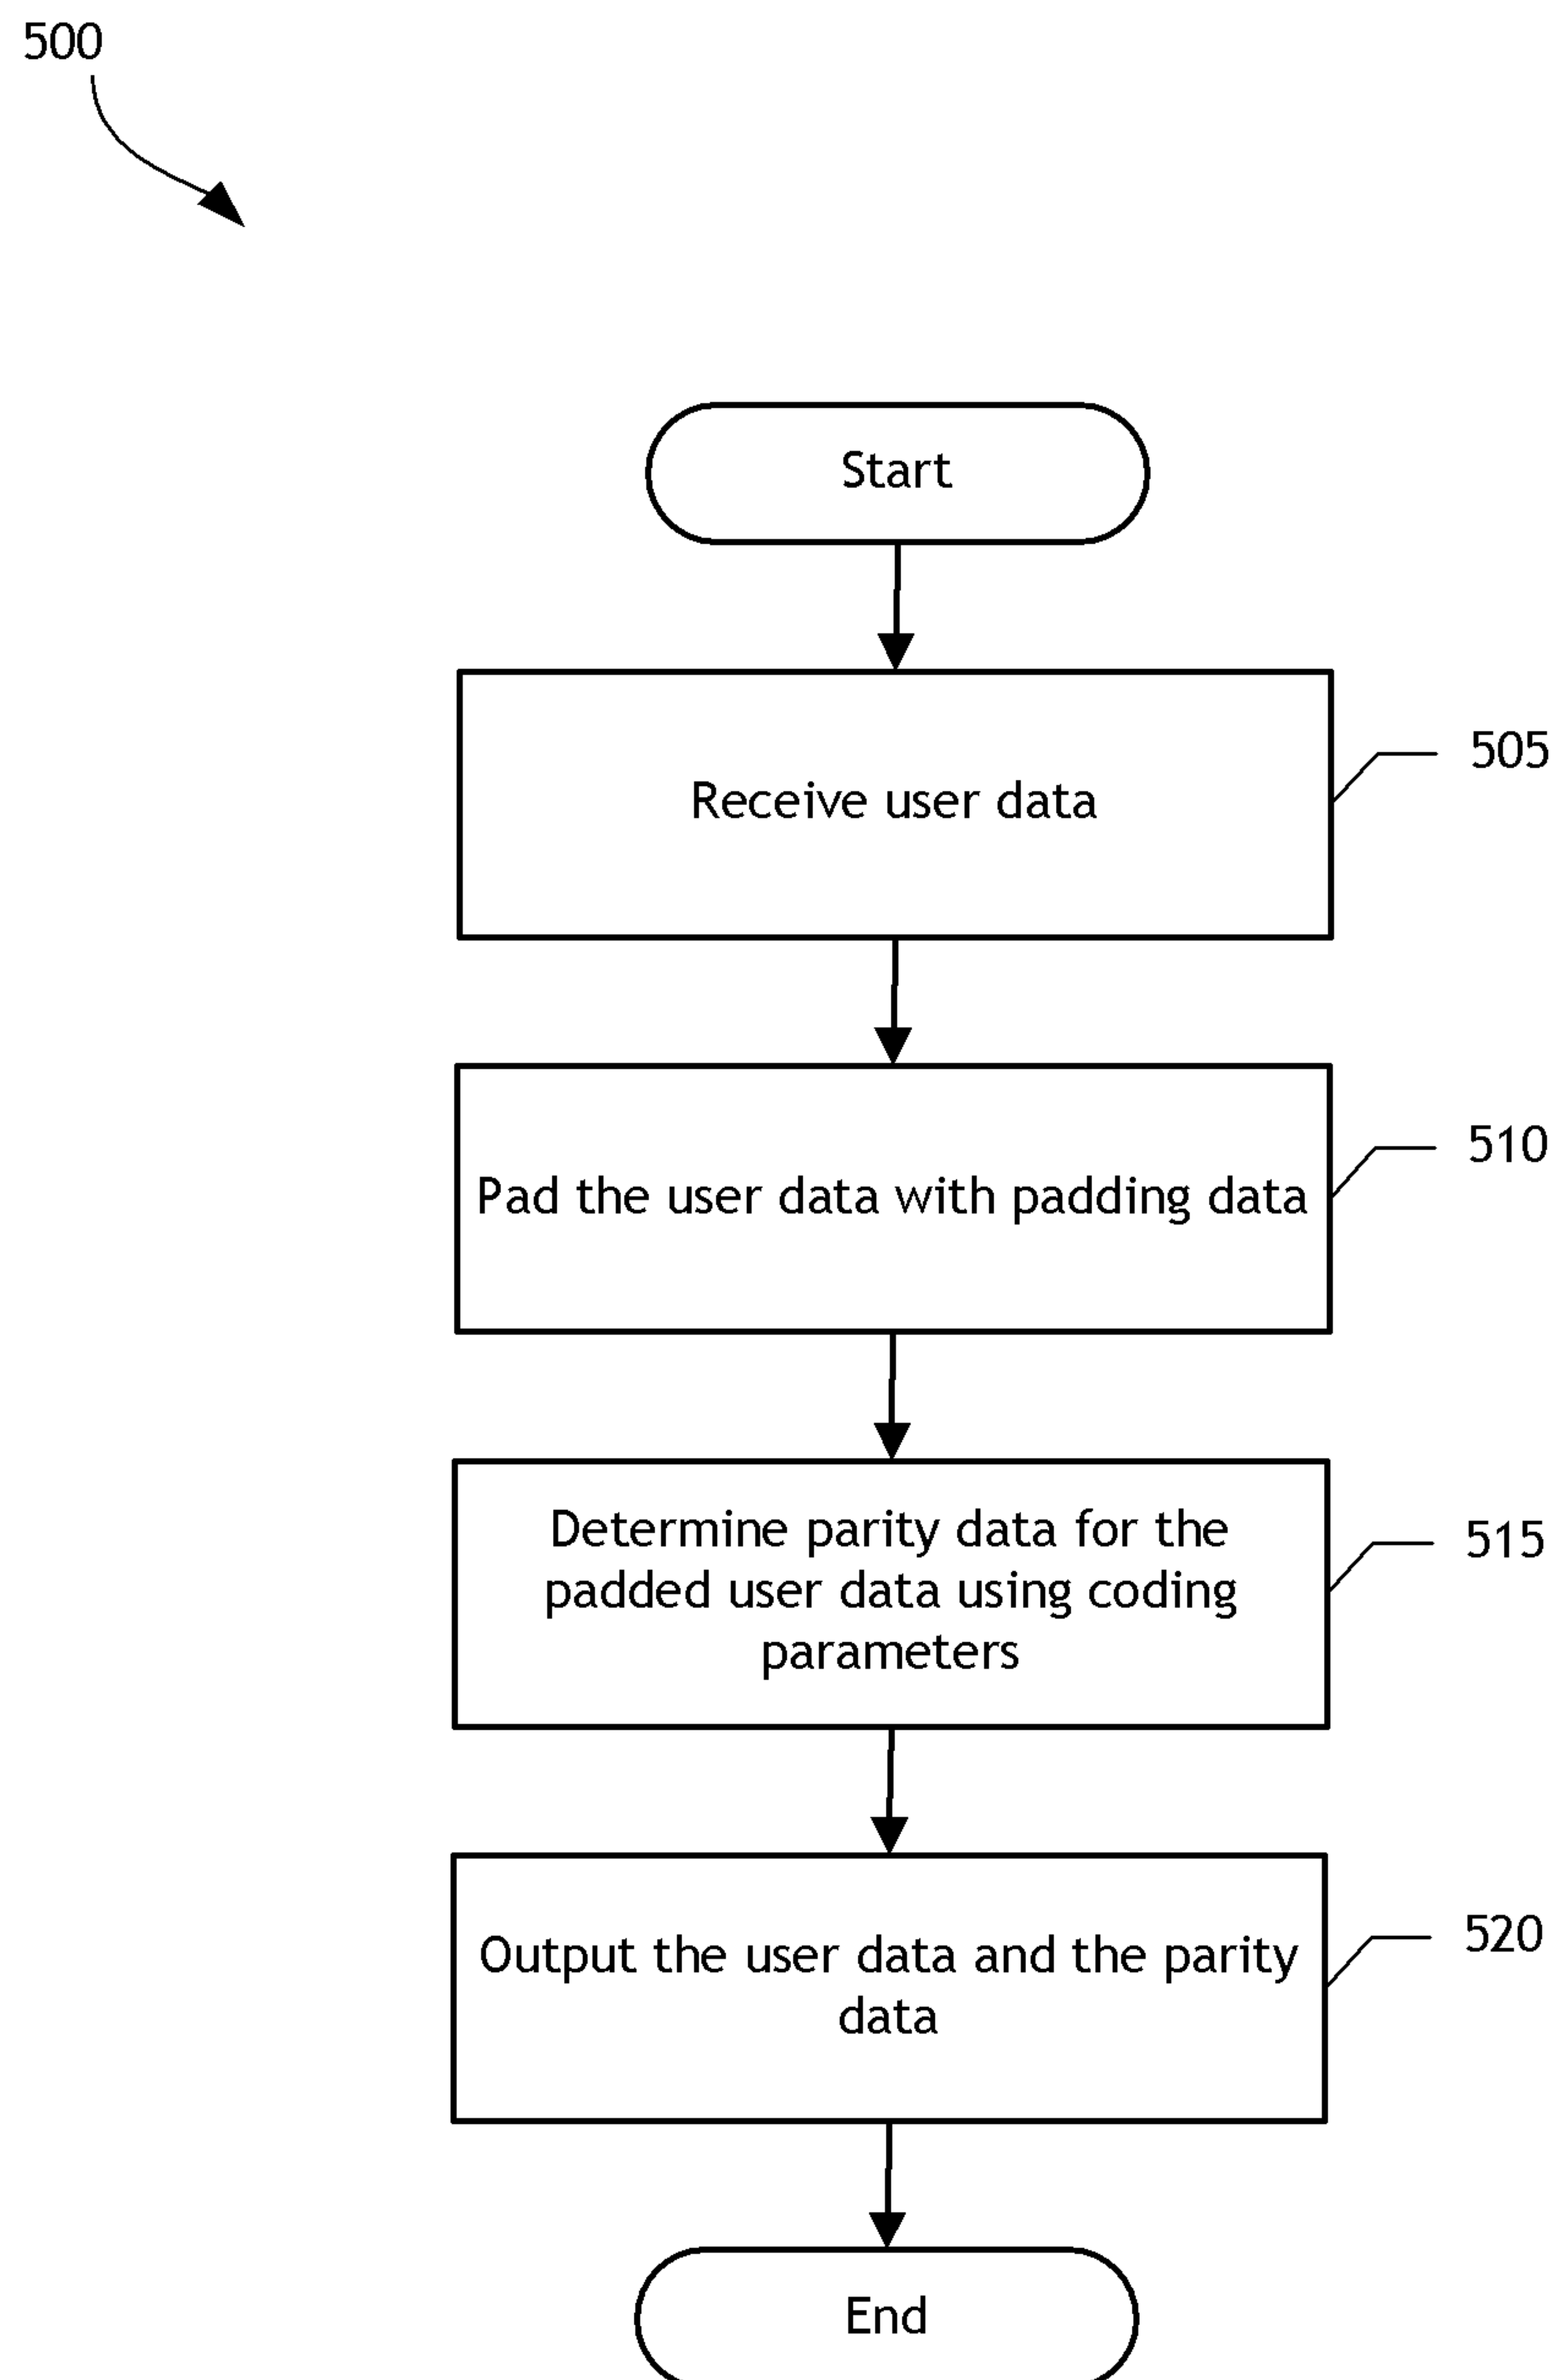 500
Start
Receive user data
505
Pad the user data with padding data
510
Determine parity data for the
padded user data using coding
parameters
515
Output the user data and the parity
data
520
End